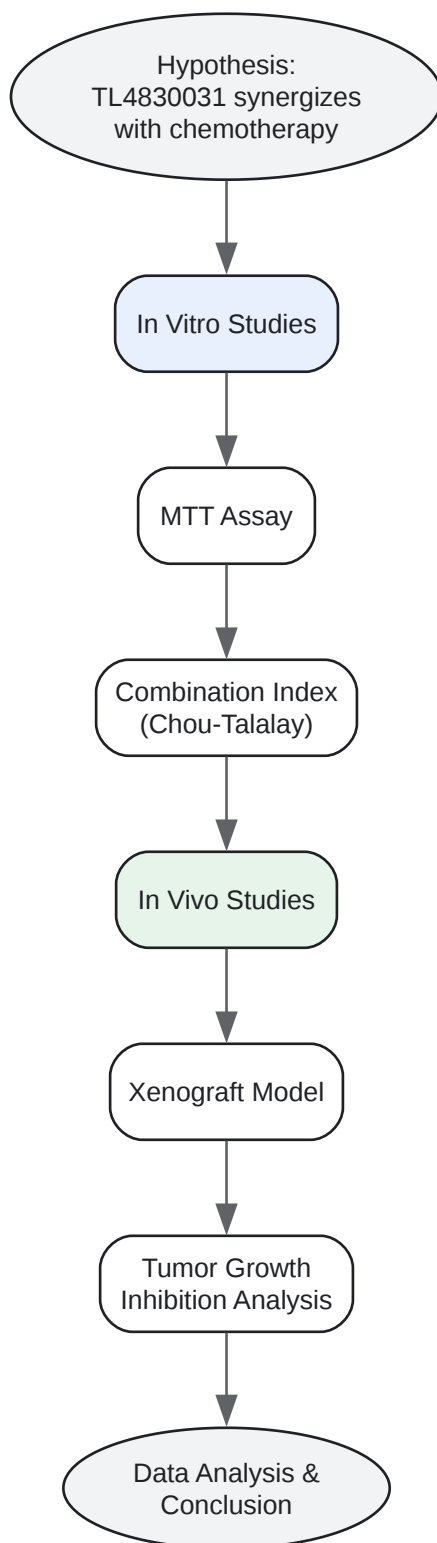 Hypothesis:
TL4830031 synergizes
with chemotherapy
In Vitro Studies
MTT Assay
Combination Index
(Chou-Talalay)
In Vivo Studies
Xenograft Model
Tumor Growth
Inhibition Analysis
Data Analysis &
Conclusion